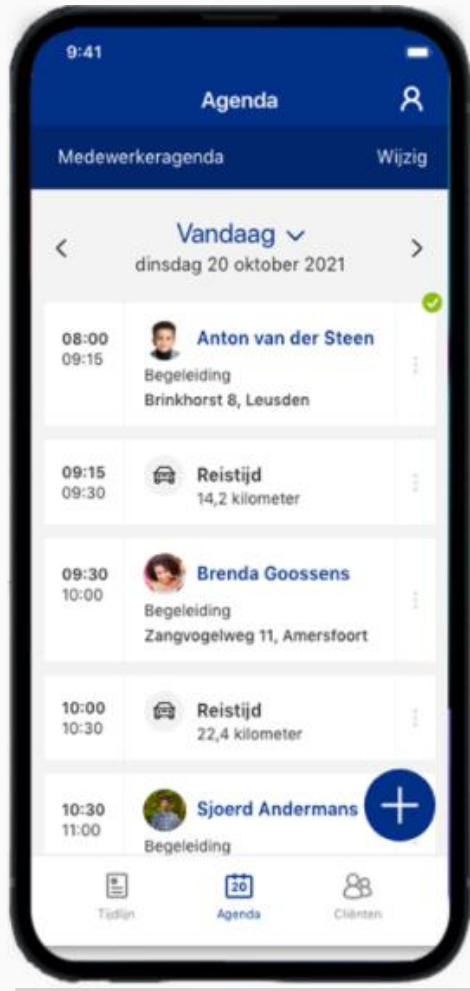 9:41
Agenda
Medewerkeragenda Wijzig
Vandaag
dinsdag 20 oktober 2021
08:00 Anton van der Steen
09:15
Begeleiding
Brinkhorst 8, Leusden
09:15 Reistijd
09:30 14,2 kilometer
09:30 Brenda Goossens
10:00
Begeleiding
Zangvogelweg 11, Amersfoort
10:00 Reistijd
10:30 22,4 kilometer
10:30 Sjoerd Andermans
11:00
Begeleiding
20
Tijdlijn Agenda Cliënten